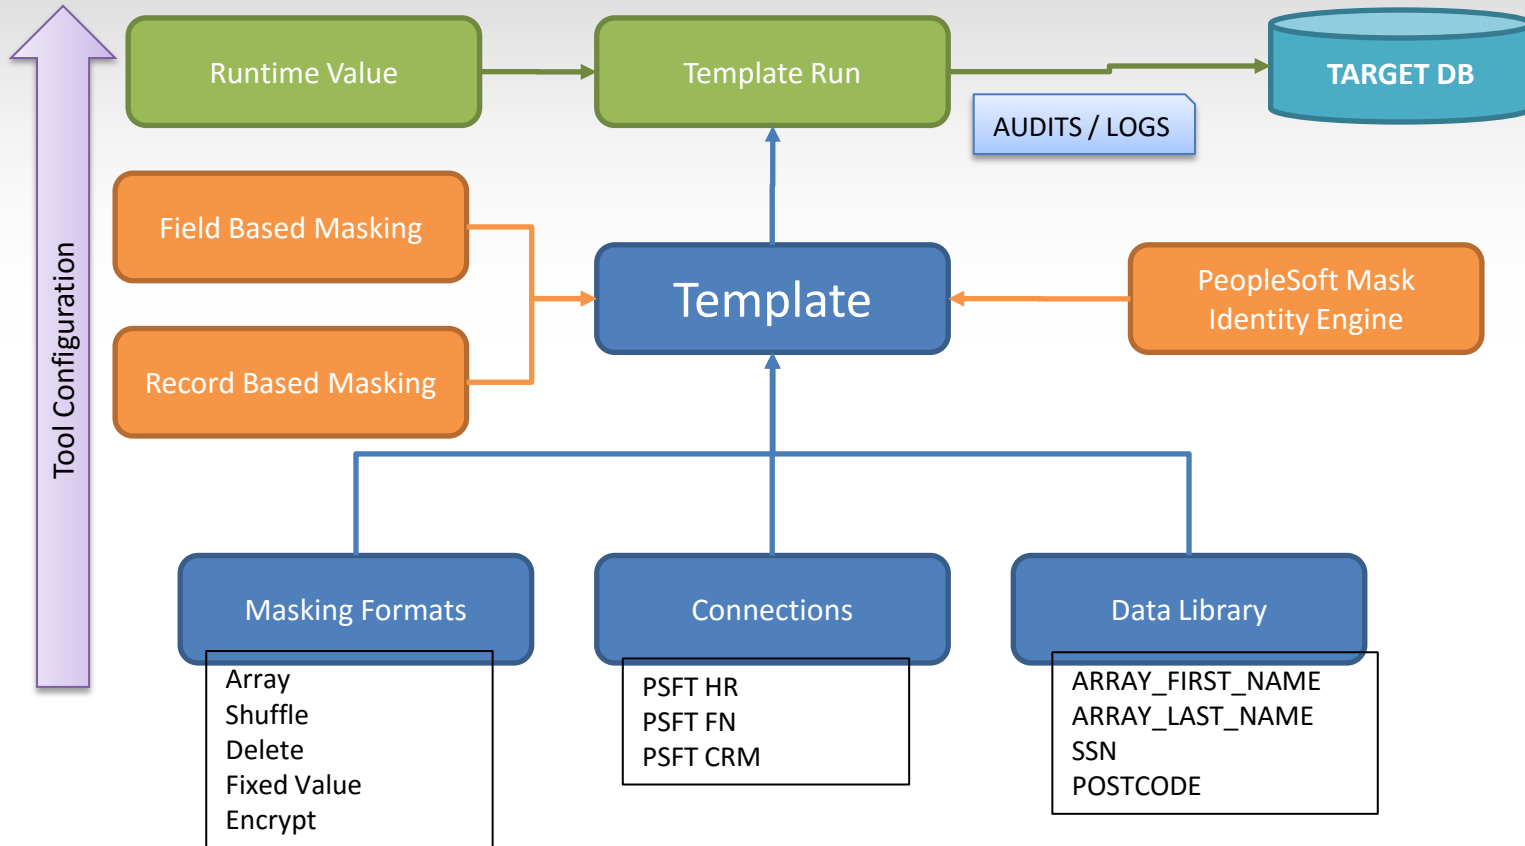 Runtime Value
Template Run
TARGET DB
AUDITS / LOGS
Field Based Masking
Tool Configuration
Template
PeopleSoft Mask
Identity Engine
Record Based Masking
Masking Formats
Connections
Data Library
Array
Shuffle
Delete
Fixed Value
Encrypt
PSFT HR
PSFT FN
PSFT CRM
ARRAY_FIRST_NAME
ARRAY_LAST_NAME
SSN
POSTCODE